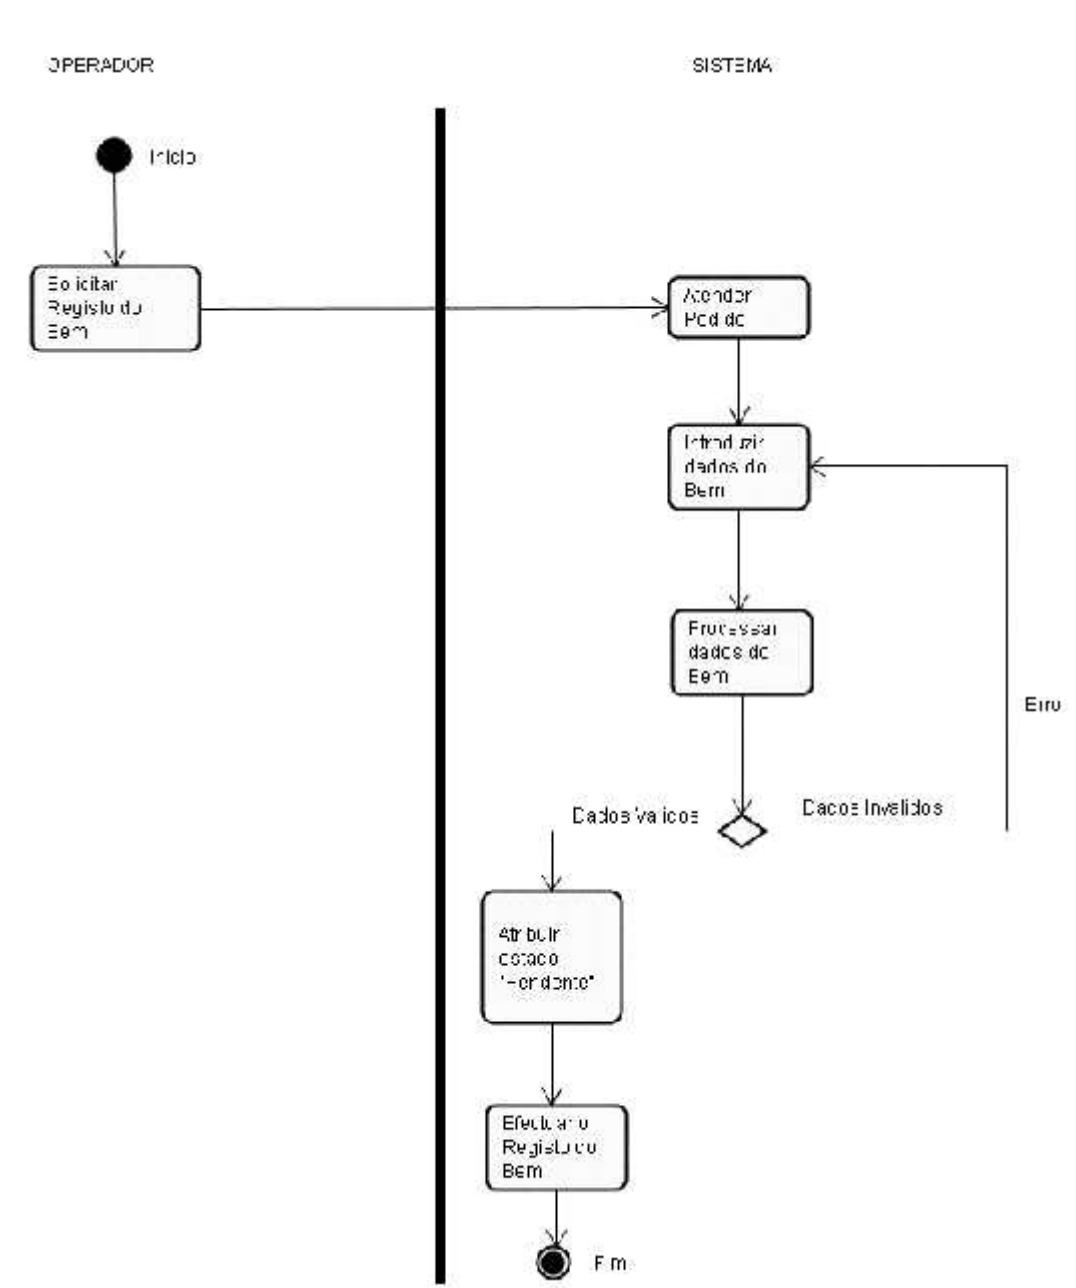 OPERADOR
SISTEMA
Inicio
Solicitar
Registo do
Bem
Atender
Pedido
Introduzir
dados do
Bem
Processar
dados do
Bem
Erro
Dados Validos
Dados Invalidos
Atribuir
estado
"Pendente"
Efectuar o
Registo do
Bem
Fim